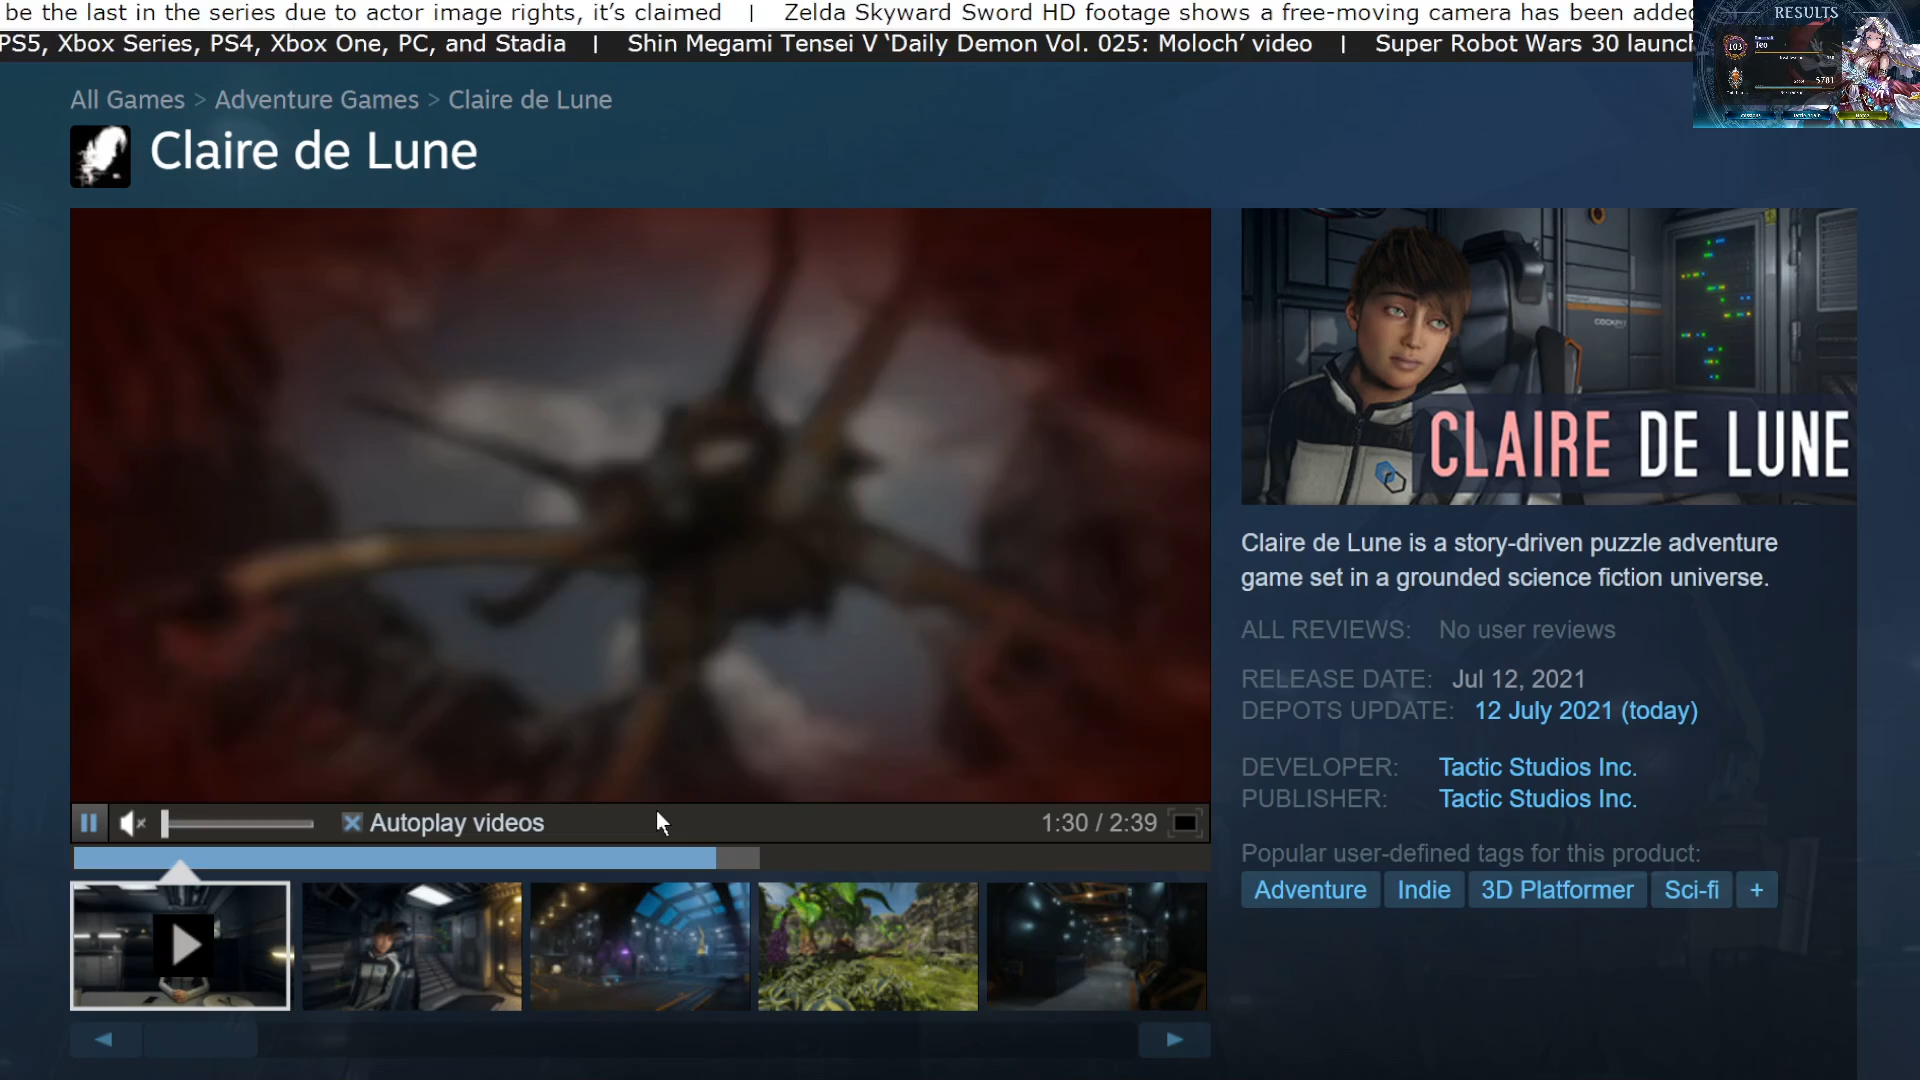 be the last in the series due to actor image rights, it's claimed | Zelda Skyward Sword HD footage shows a free-moving camera has been added
PS5, Xbox Series, PS4, Xbox One, PC, and Stadia | Shin Megami Tensei V 'Daily Demon Vol. 025: Moloch' video | Super Robot Wars 30 launch
RESULTS
103
Teo
5781
All Games > Adventure Games > Claire de Lune
Claire de Lune
COCKPIT
CLAIRE DE LUNE
Claire de Lune is a story-driven puzzle adventure
game set in a grounded science fiction universe.
ALL REVIEWS: No user reviews
RELEASE DATE: Jul 12, 2021
DEPOTS UPDATE: 12 July 2021 (today)
DEVELOPER: Tactic Studios Inc.
PUBLISHER: Tactic Studios Inc.
Popular user-defined tags for this product:
Adventure Indie 3D Platformer Sci-fi +
Autoplay videos 1:30 / 2:39